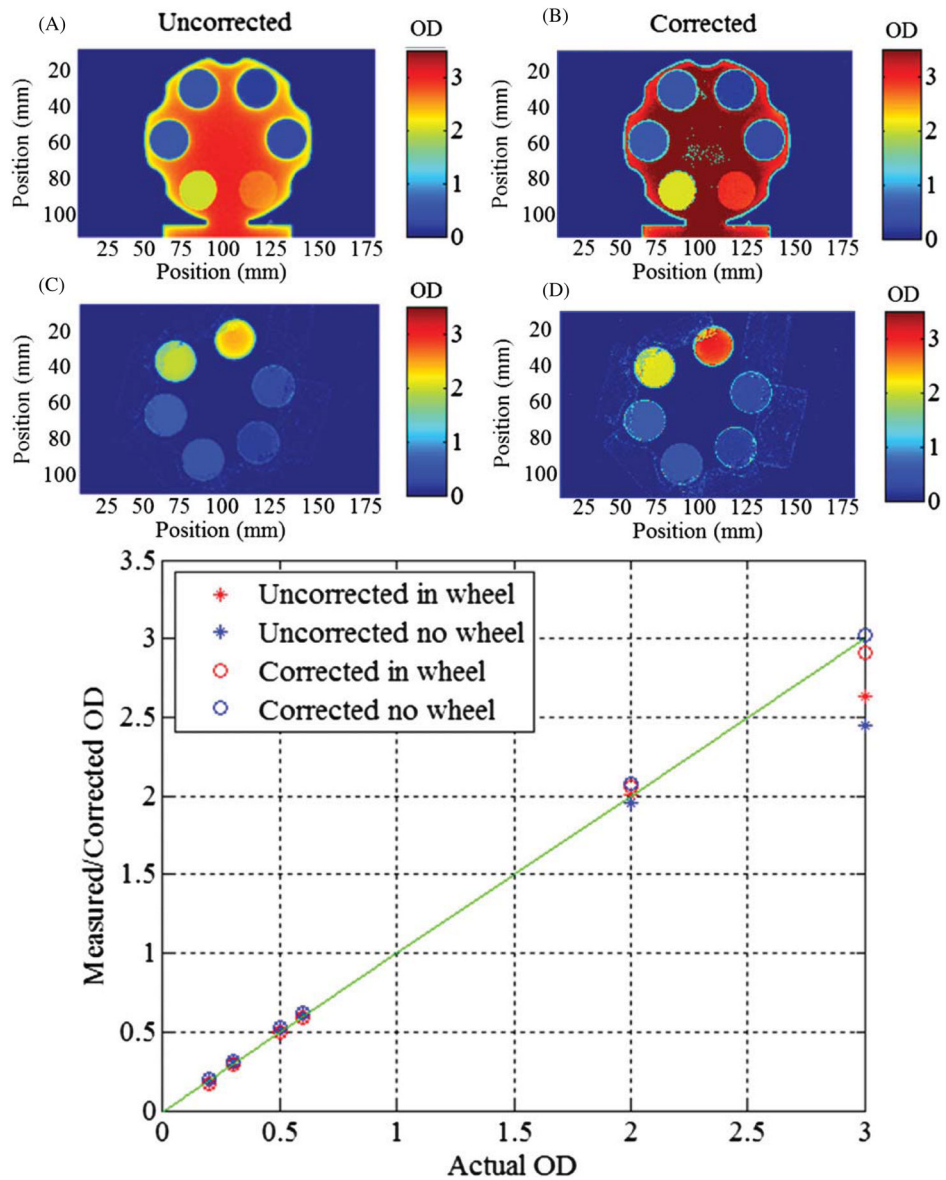 (A) Uncorrected OD
Position (mm)
20
40
60
80
100
25 50 75 100 125 150 175
Position (mm)
3
2
1
0
(B) Corrected OD
Position (mm)
20
40
60
80
100
25 50 75 100 125 150 175
Position (mm)
3
2
1
0
(C) OD
Position (mm)
20
40
60
80
100
25 50 75 100 125 150 175
Position (mm)
3
2
1
0
(D) OD
Position (mm)
20
40
60
80
100
25 50 75 100 125 150 175
Position (mm)
3
2
1
0
Measured/Corrected OD
3.5
3
2.5
2
1.5
1
0.5
0
Uncorrected in wheel
Uncorrected no wheel
Corrected in wheel
Corrected no wheel
0 0.5 1 1.5 2 2.5 3
Actual OD